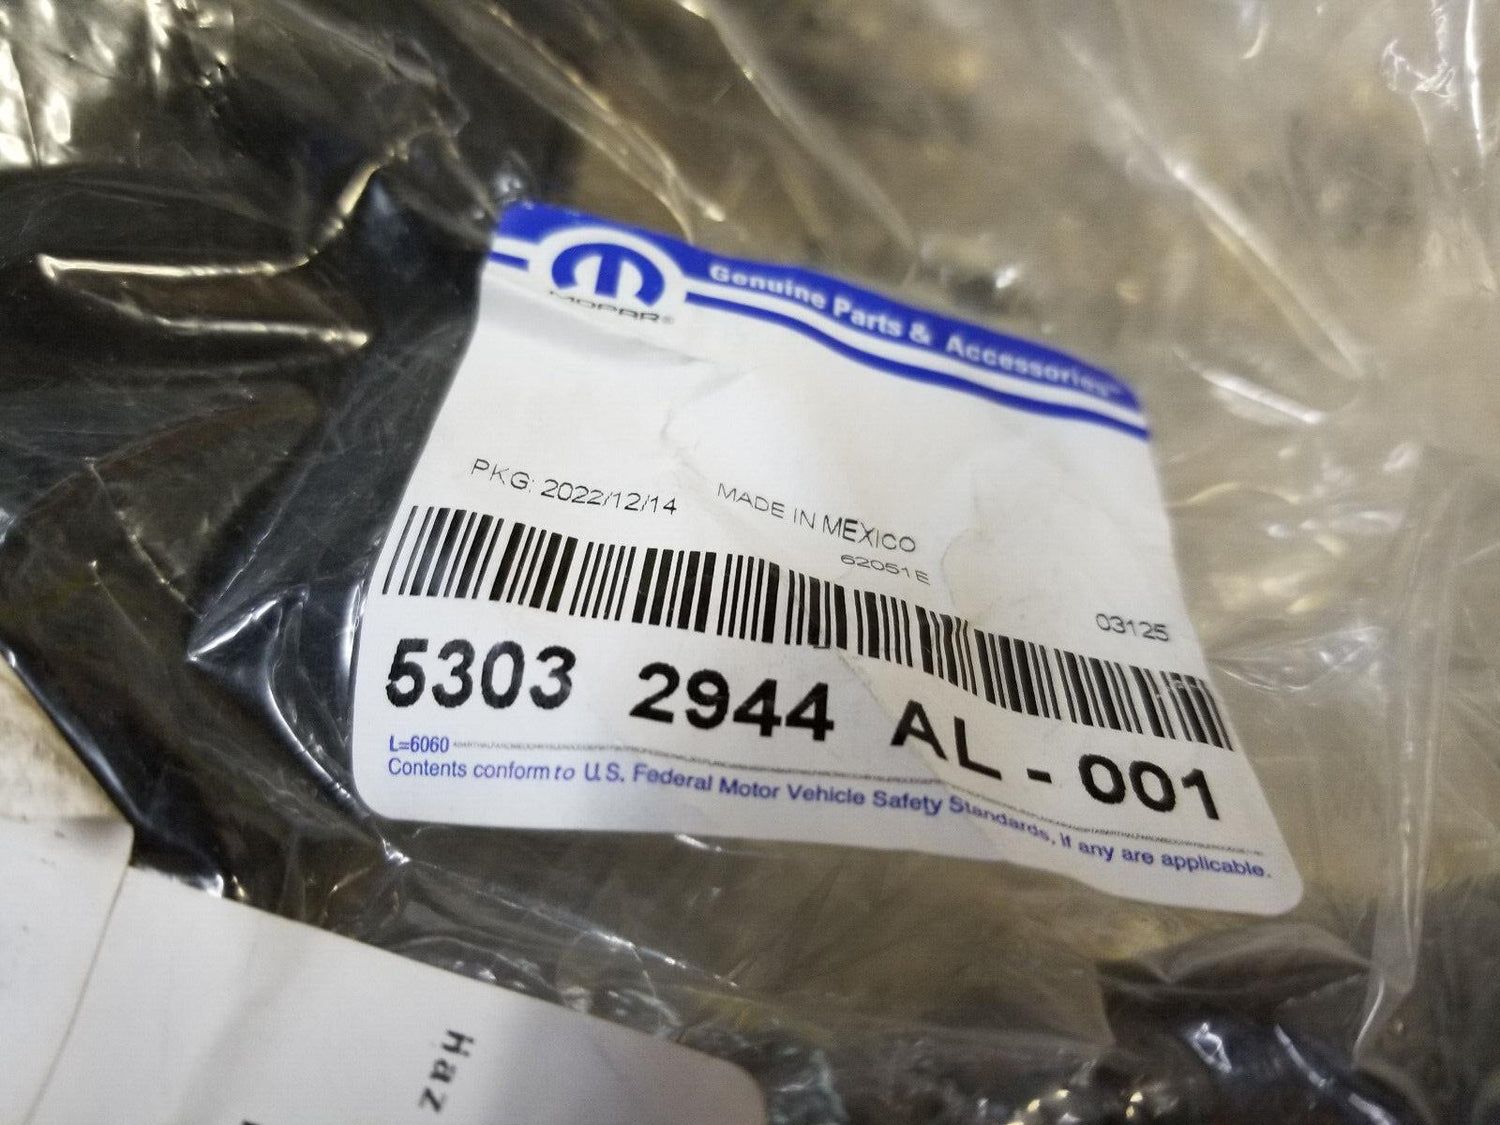 MOPAR®
Genuine Parts & Accessories
PKG: 2022/12/14
MADE IN MEXICO
62051E
03125
5303 2944 AL - 001
L=6060
Contents conform to U.S. Federal Motor Vehicle Safety Standards, if any are applicable.
Haz